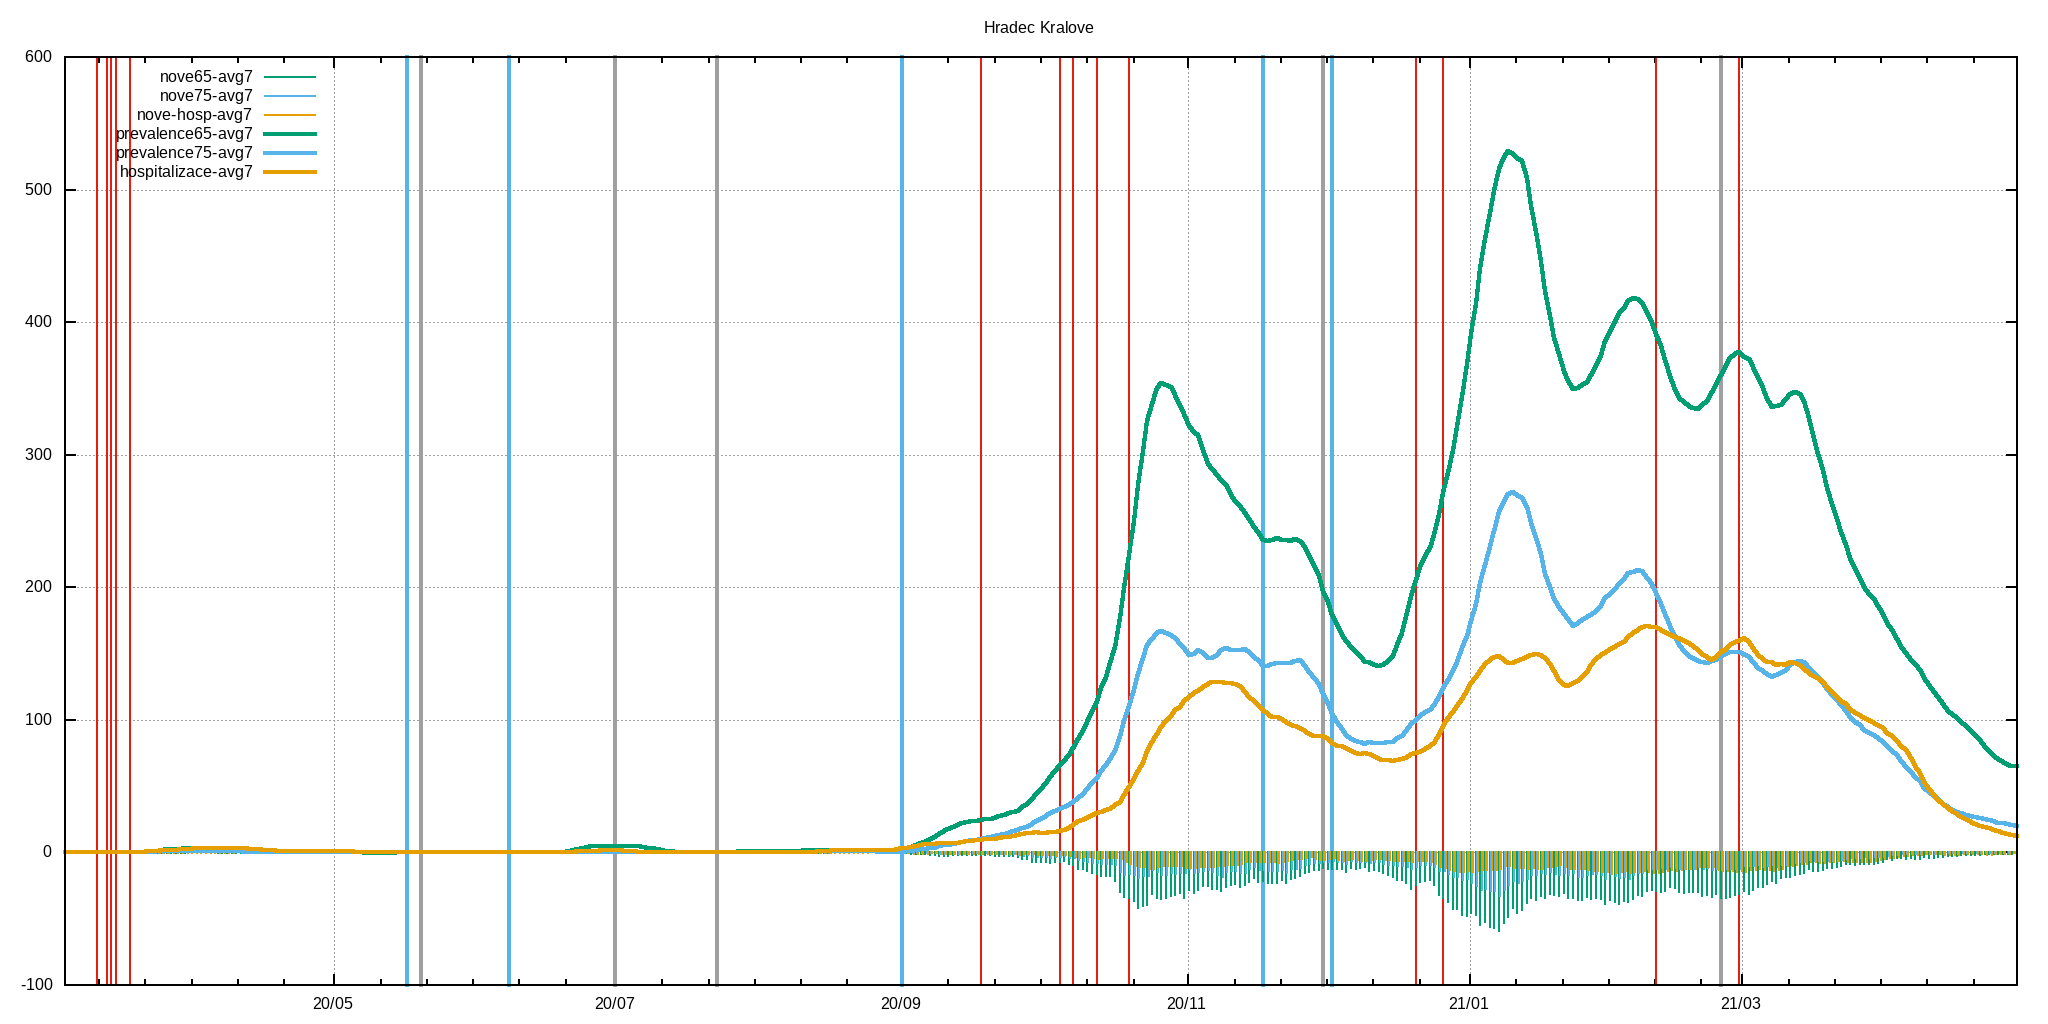 Hradec Kralove
600
500
400
300
200
100
0
-100
nove65-avg7
nove75-avg7
nove-hosp-avg7
prevalence65-avg7
prevalence75-avg7
hospitalizace-avg7
20/05
20/07
20/09
20/11
21/01
21/03